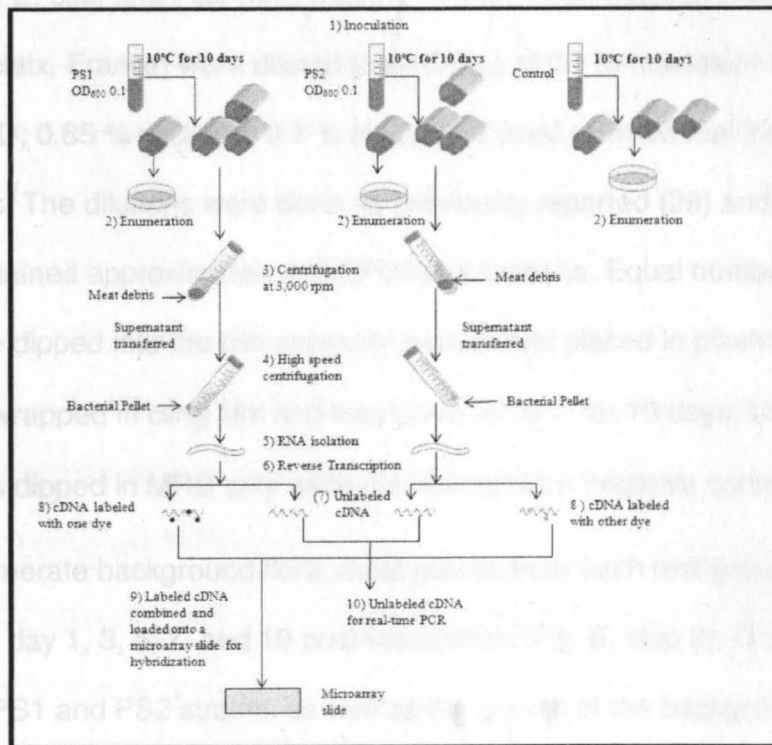 1) Inoculation
10°C for 10 days
PS1
OD600 0.1
10°C for 10 days
PS2
OD600 0.1
10°C for 10 days
Control
2) Enumeration
2) Enumeration
2) Enumeration
3) Centrifugation
at 3,000 rpm
Meat debris
Meat debris
Supernatant
transferred
Supernatant
transferred
4) High speed
centrifugation
Bacterial Pellet
Bacterial Pellet
5) RNA isolation
6) Reverse Transcription
(7) Unlabeled
cDNA
8) cDNA labeled
with one dye
8 ) cDNA labeled
with other dye
9) Labeled cDNA
combined and
loaded onto a
microarray slide for
hybridization
10) Unlabeled cDNA
for real-time PCR
Microarray
slide